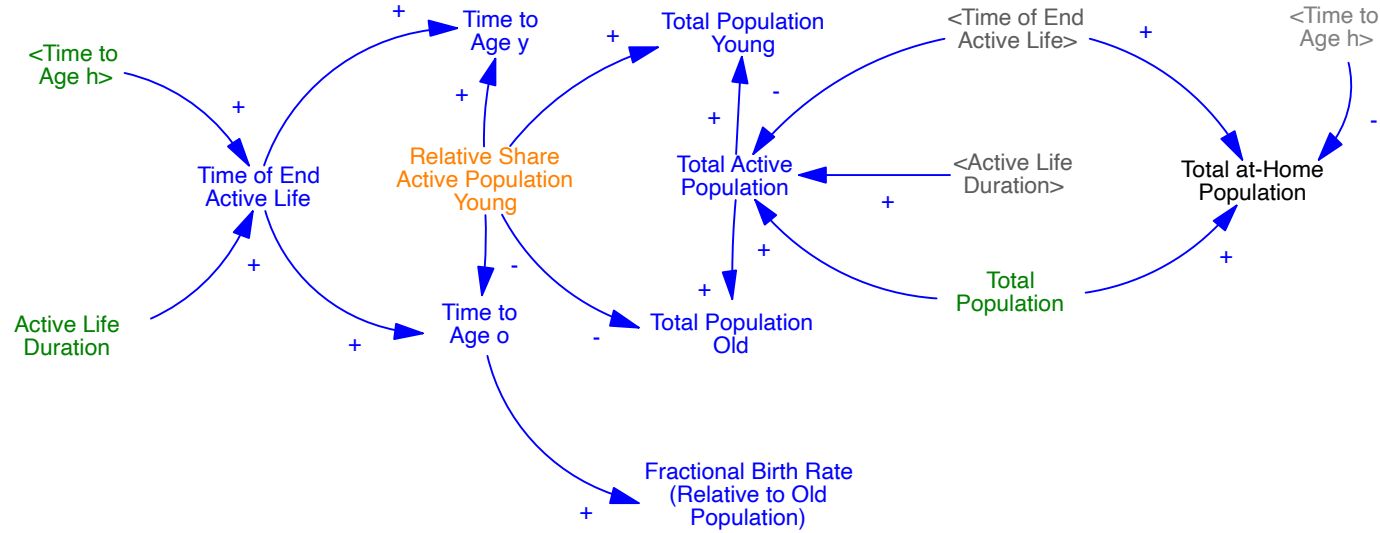 <Time to
Age h>
+
Time to
Age y
+
Total Population
Young
<Time of End
Active Life>
+
<Time to
Age h>
+
+
-
+
-
Relative Share
Active Population
Young
Time of End
Active Life
Total Active
Population
<Active Life
Duration>
+
Total at-Home
Population
+
-
+
+
Total
Population
Active Life
Duration
+
Time to
Age o
-
+
Total Population
Old
Fractional Birth Rate
(Relative to Old
Population)
+